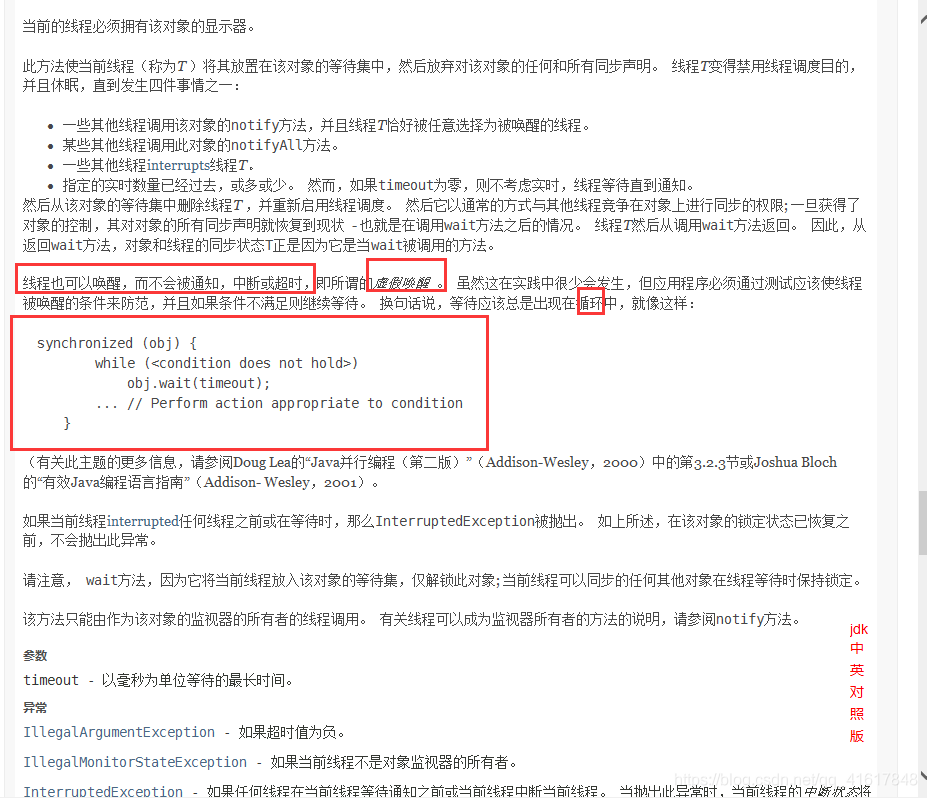 当前的线程必须拥有该对象的显示器。
此方法使当前线程（称为T ）将其放置在该对象的等待集中，然后放弃对该对象的任何和所有同步声明。 线程T变得禁用线程调度目的，
并且休眠，直到发生四件事情之一：
• 一些其他线程调用该对象的notify方法，并且线程T恰好被任意选择为被唤醒的线程。
• 某些其他线程调用此对象的notifyAll方法。
• 一些其他线程interrupts线程T。
• 指定的实时数量已经过去，或多或少。 然而，如果timeout为零，则不考虑实时，线程等待直到通知。
然后从该对象的等待集中删除线程T ，并重新启用线程调度。 然后它以通常的方式与其他线程竞争在对象上进行同步的权限;一旦获得了
对象的控制，其对对象的所有同步声明就恢复到现状 -也就是在调用wait方法之后的情况。 线程T然后从调用wait方法返回。 因此，从
返回wait方法，对象和线程的同步状态T正是因为它是当wait被调用的方法。
线程也可以唤醒，而不会被通知，中断或超时，即所谓的虚假唤醒 。 虽然这在实践中很少会发生，但应用程序必须通过测试应该使线程
被唤醒的条件来防范，并且如果条件不满足则继续等待。 换句话说，等待应该总是出现在循环中，就像这样：
synchronized (obj) {
while (<condition does not hold>)
obj.wait(timeout);
... // Perform action appropriate to condition
}
（有关此主题的更多信息，请参阅Doug Lea的“Java并行编程（第二版）”（Addison-Wesley，2000）中的第3.2.3节或Joshua Bloch
的“有效Java编程语言指南”（Addison- Wesley，2001）。
如果当前线程interrupted任何线程之前或在等待时，那么InterruptedException被抛出。 如上所述，在该对象的锁定状态已恢复之
前，不会抛出此异常。
请注意， wait方法，因为它将当前线程放入该对象的等待集，仅解锁此对象;当前线程可以同步的任何其他对象在线程等待时保持锁定。
该方法只能由作为该对象的监视器的所有者的线程调用。 有关线程可以成为监视器所有者的方法的说明，请参阅notify方法。
参数
timeout - 以毫秒为单位等待的最长时间。
异常
IllegalArgumentException - 如果超时值为负。
IllegalMonitorStateException - 如果当前线程不是对象监视器的所有者。
InterruptedException - 如果任何线程在当前线程等待通知之前或当前线程中断当前线程。 当抛出此异常时，当前线程的中断状态将
jdk
中
英
对
照
版
https://blog.csdn.net/qq_41617848